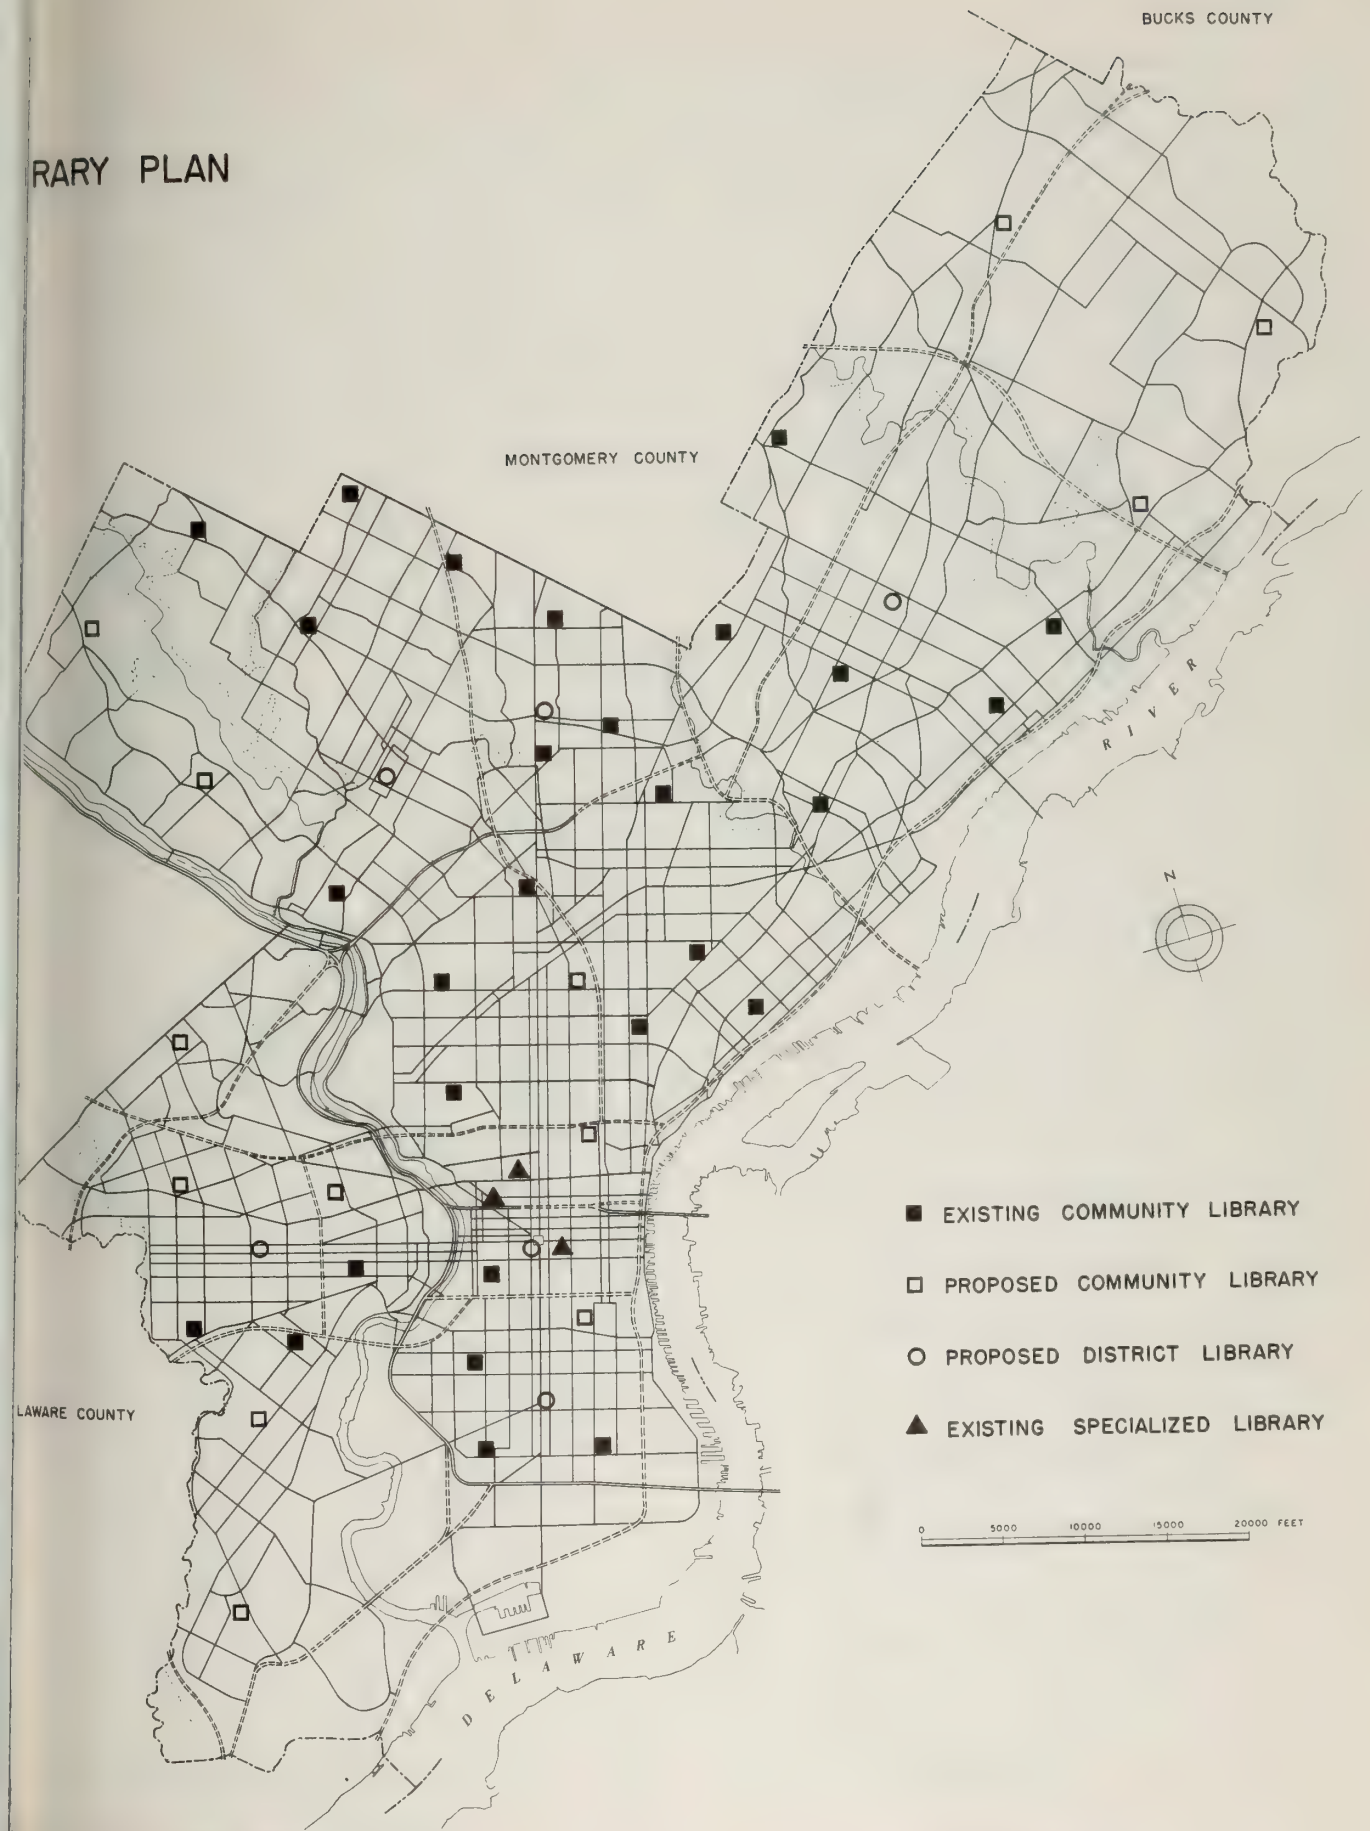 BUCKS COUNTY
RARY PLAN
MONTGOMERY COUNTY
RIVER
N
EXISTING COMMUNITY LIBRARY
PROPOSED COMMUNITY LIBRARY
PROPOSED DISTRICT LIBRARY
LAWARE COUNTY
EXISTING SPECIALIZED LIBRARY
0 5000 10000 15000 20000 FEET
DELAWARE